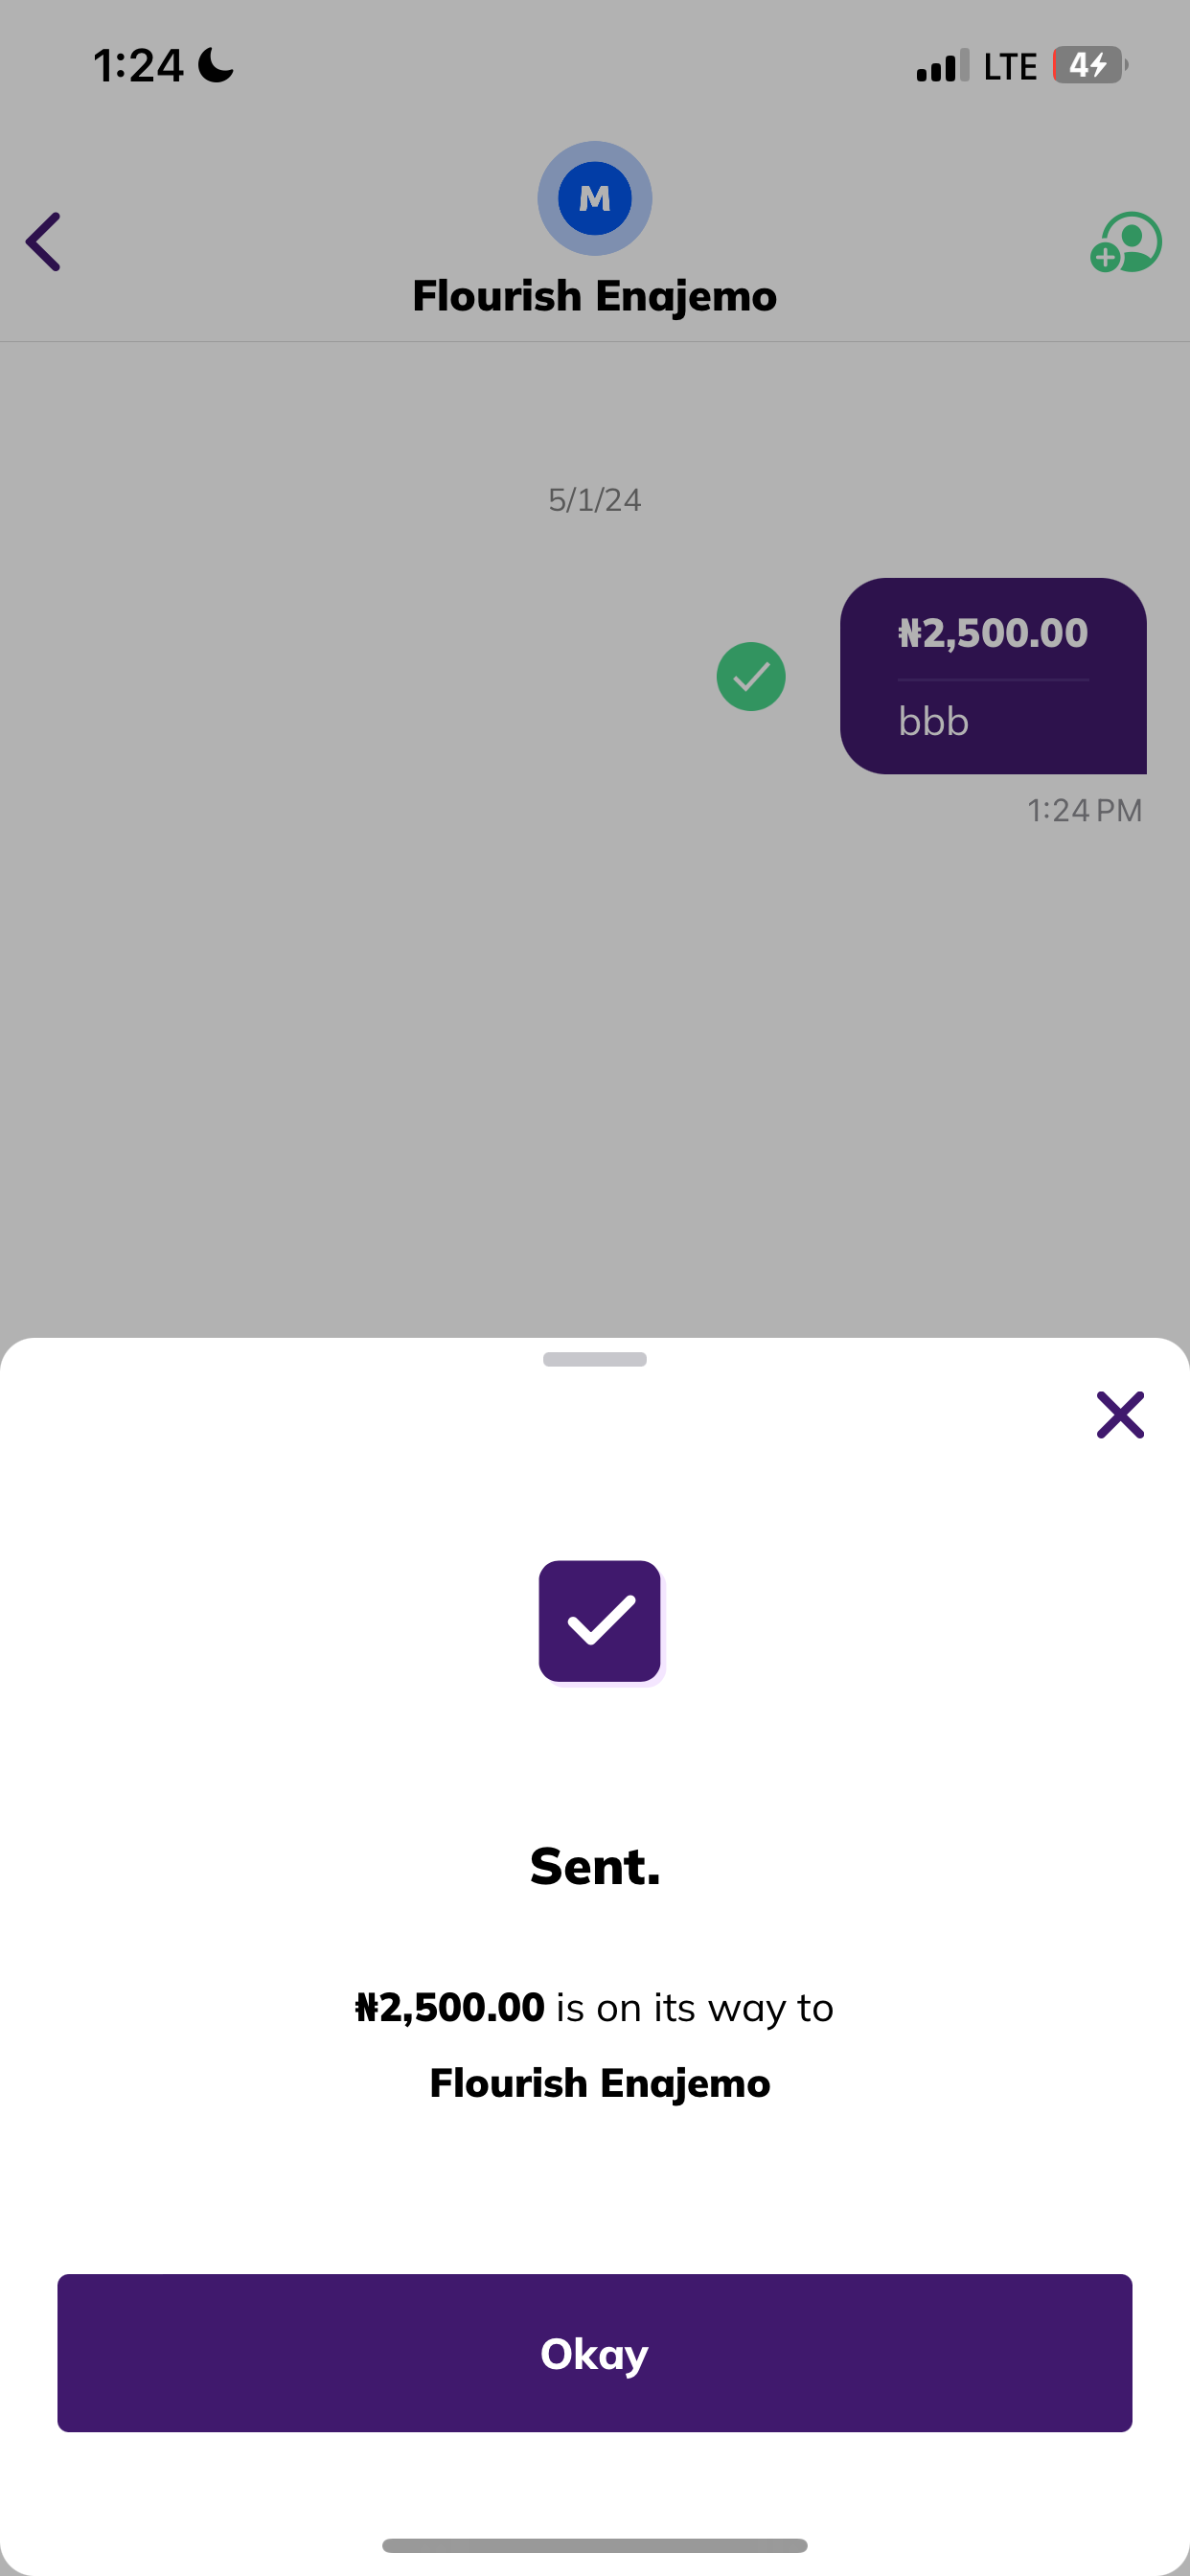 1:24
LTE
4
M
Flourish Enajemo
5/1/24
₦2,500.00
bbb
1:24 PM
Sent.
₦2,500.00 is on its way to
Flourish Enajemo
Okay